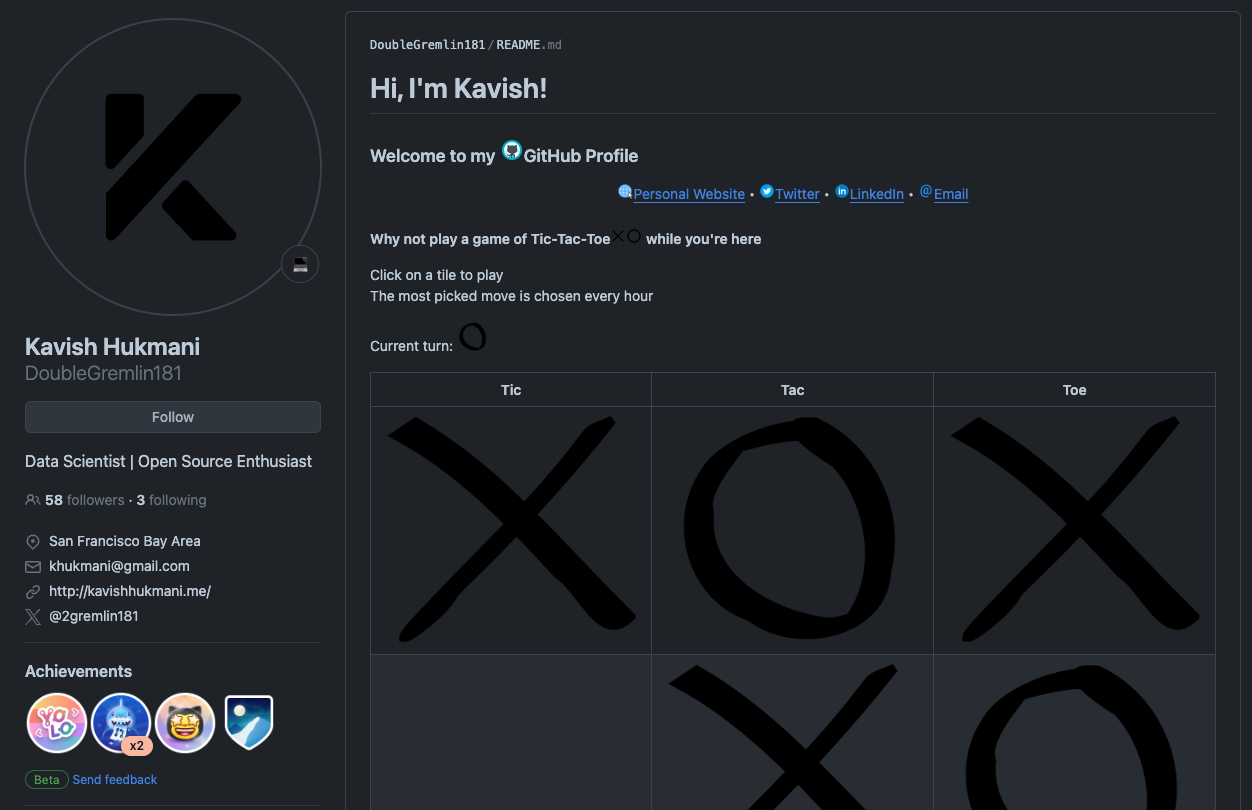 Kavish Hukmani
DoubleGremlin181
Follow
Data Scientist | Open Source Enthusiast
58 followers · 3 following
San Francisco Bay Area
khukmani@gmail.com
http://kavishhukmani.me/
@2gremlin181
Achievements
YOLO
x2
Beta Send feedback
DoubleGremlin181/README.md
Hi, I'm Kavish!
Welcome to my GitHub Profile
Personal Website • Twitter • LinkedIn • @ Email
Why not play a game of Tic-Tac-Toe XO while you're here
Click on a tile to play
The most picked move is chosen every hour
Current turn: O
Tic Tac Toe
X O X
X O